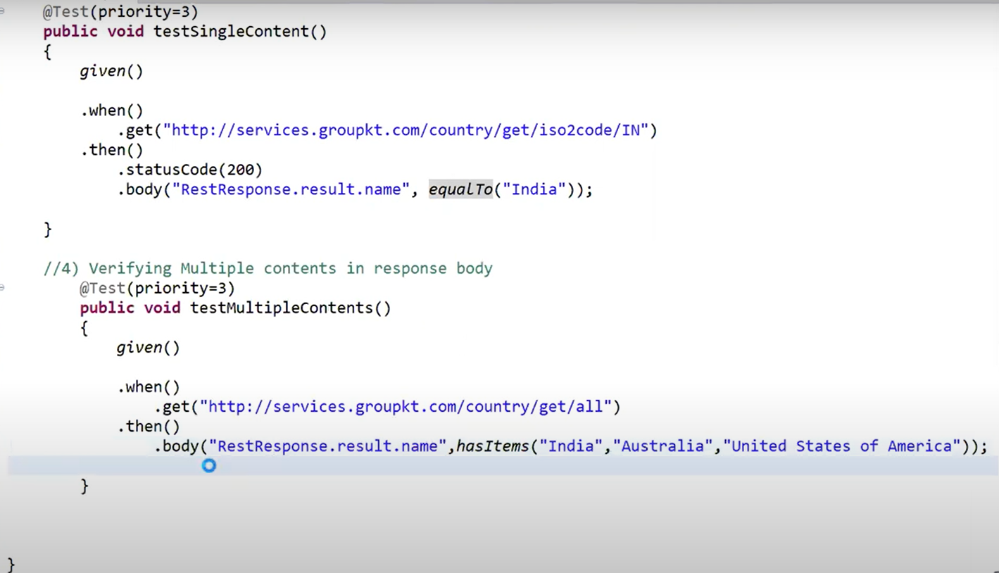 @Test(priority=3)
public void testSingleContent()
{
given()
.when()
.get("http://services.groupkt.com/country/get/iso2code/IN")
.then()
.statusCode(200)
.body("RestResponse.result.name", equalTo("India"));
}
//4) Verifying Multiple contents in response body
@Test(priority=3)
public void testMultipleContents()
{
given()
.when()
.get("http://services.groupkt.com/country/get/all")
.then()
.body("RestResponse.result.name",hasItems("India","Australia","United States of America"));
}
}